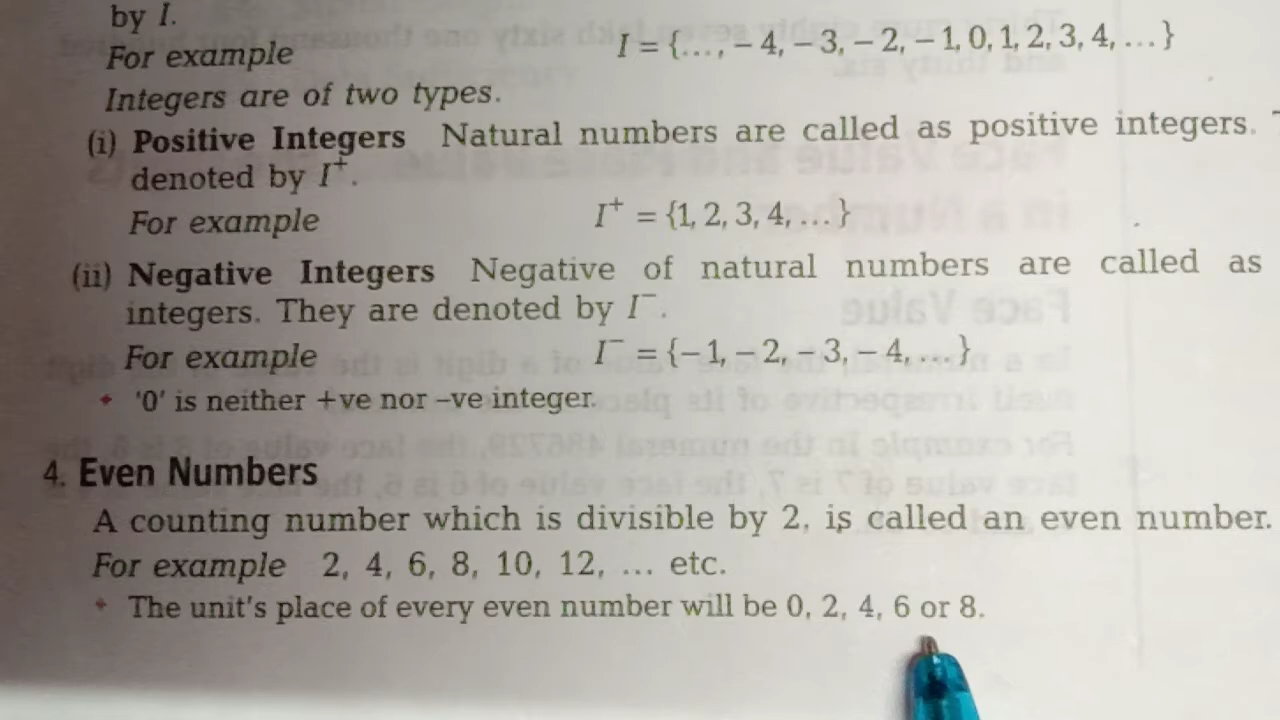 by I.
For example I = {..., – 4, – 3, – 2, – 1, 0, 1, 2, 3, 4, ... }
Integers are of two types.
(i) Positive Integers Natural numbers are called as positive integers.
denoted by I⁺.
For example I⁺ = {1, 2, 3, 4, ... }
(ii) Negative Integers Negative of natural numbers are called as
integers. They are denoted by I⁻.
For example I⁻ = {– 1, – 2, – 3, – 4, ... }
'0' is neither +ve nor –ve integer.
4. Even Numbers
A counting number which is divisible by 2, is called an even number.
For example 2, 4, 6, 8, 10, 12, ... etc.
The unit's place of every even number will be 0, 2, 4, 6 or 8.